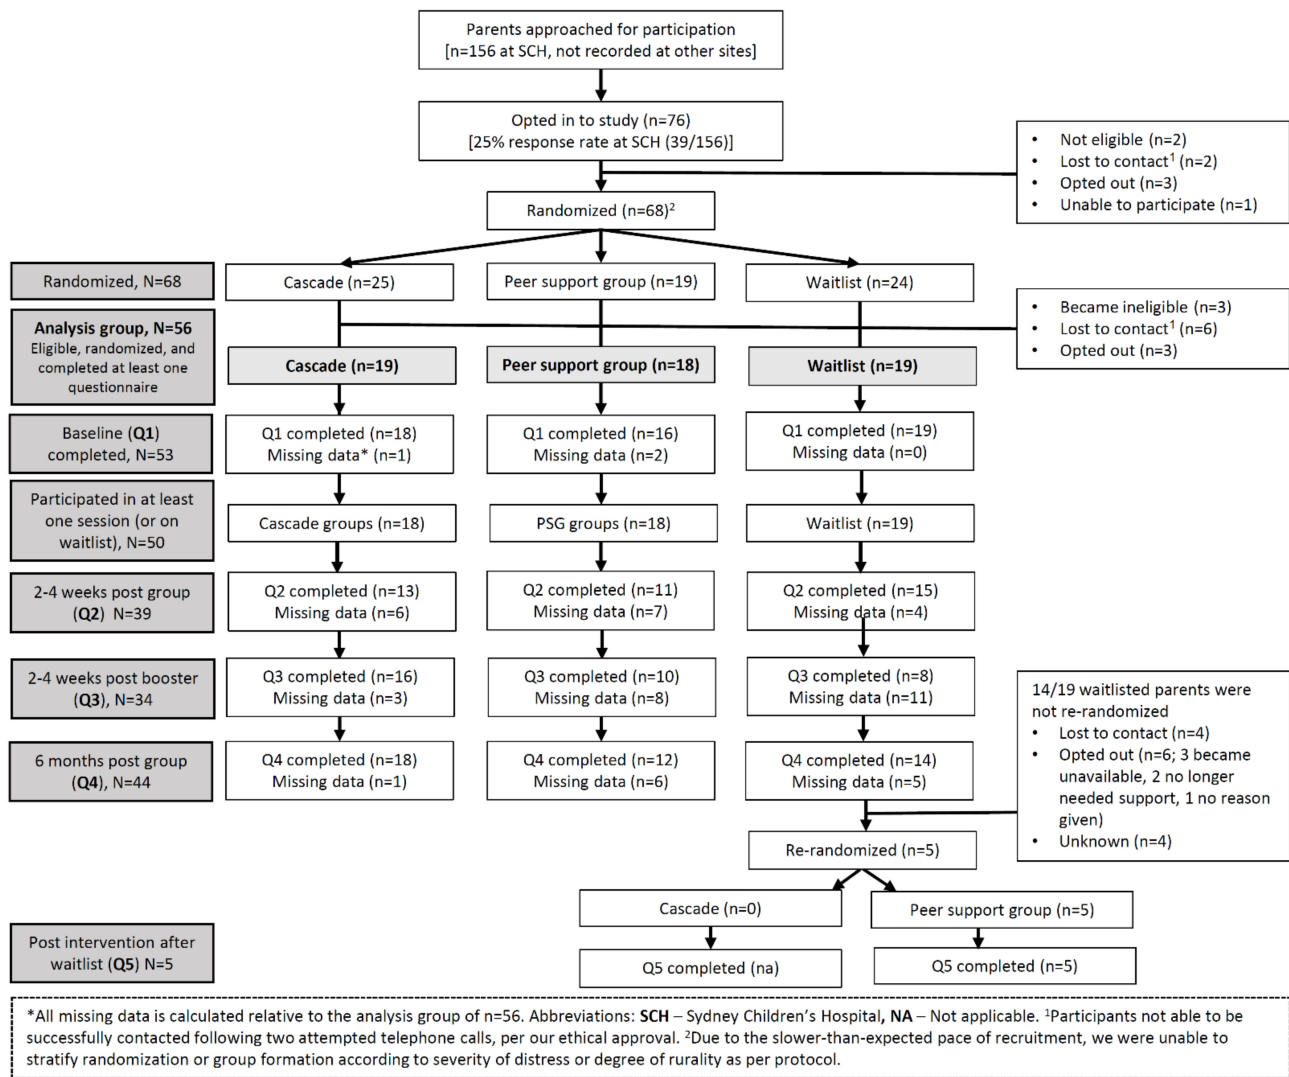 Parents approached for participation
[n=156 at SCH, not recorded at other sites]
Opted in to study (n=76)
[25% response rate at SCH (39/156]
• Not eligible (n=2)
• Lost to contact¹ (n=2)
• Opted out (n=3)
• Unable to participate (n=1)
Randomized (n=68)²
Randomized, N=68
Cascade (n=25)
Peer support group (n=19)
Waitlist (n=24)
• Became ineligible (n=3)
• Lost to contact¹ (n=6)
• Opted out (n=3)
Analysis group, N=56
Eligible, randomized, and
completed at least one
questionnaire
Cascade (n=19)
Peer support group (n=18)
Waitlist (n=19)
Baseline (Q1)
completed, N=53
Q1 completed (n=18)
Missing data* (n=1)
Q1 completed (n=16)
Missing data (n=2)
Q1 completed (n=19)
Missing data (n=0)
Participated in at least
one session (or on
waitlist), N=50
Cascade groups (n=18)
PSG groups (n=18)
Waitlist (n=19)
2-4 weeks post group
(Q2) N=39
Q2 completed (n=13)
Missing data (n=6)
Q2 completed (n=11)
Missing data (n=7)
Q2 completed (n=15)
Missing data (n=4)
2-4 weeks post booster
(Q3), N=34
Q3 completed (n=16)
Missing data (n=3)
Q3 completed (n=10)
Missing data (n=8)
Q3 completed (n=8)
Missing data (n=11)
14/19 waitlisted parents were
not re-randomized
• Lost to contact (n=4)
• Opted out (n=6; 3 became
unavailable, 2 no longer
needed support, 1 no reason
given)
• Unknown (n=4)
6 months post group
(Q4), N=44
Q4 completed (n=18)
Missing data (n=1)
Q4 completed (n=12)
Missing data (n=6)
Q4 completed (n=14)
Missing data (n=5)
Re-randomized (n=5)
Cascade (n=0)
Peer support group (n=5)
Post intervention after
waitlist (Q5) N=5
Q5 completed (na)
Q5 completed (n=5)
*All missing data is calculated relative to the analysis group of n=56. Abbreviations: SCH – Sydney Children's Hospital, NA – Not applicable. ¹Participants not able to be
successfully contacted following two attempted telephone calls, per our ethical approval. ²Due to the slower-than-expected pace of recruitment, we were unable to
stratify randomization or group formation according to severity of distress or degree of rurality as per protocol.